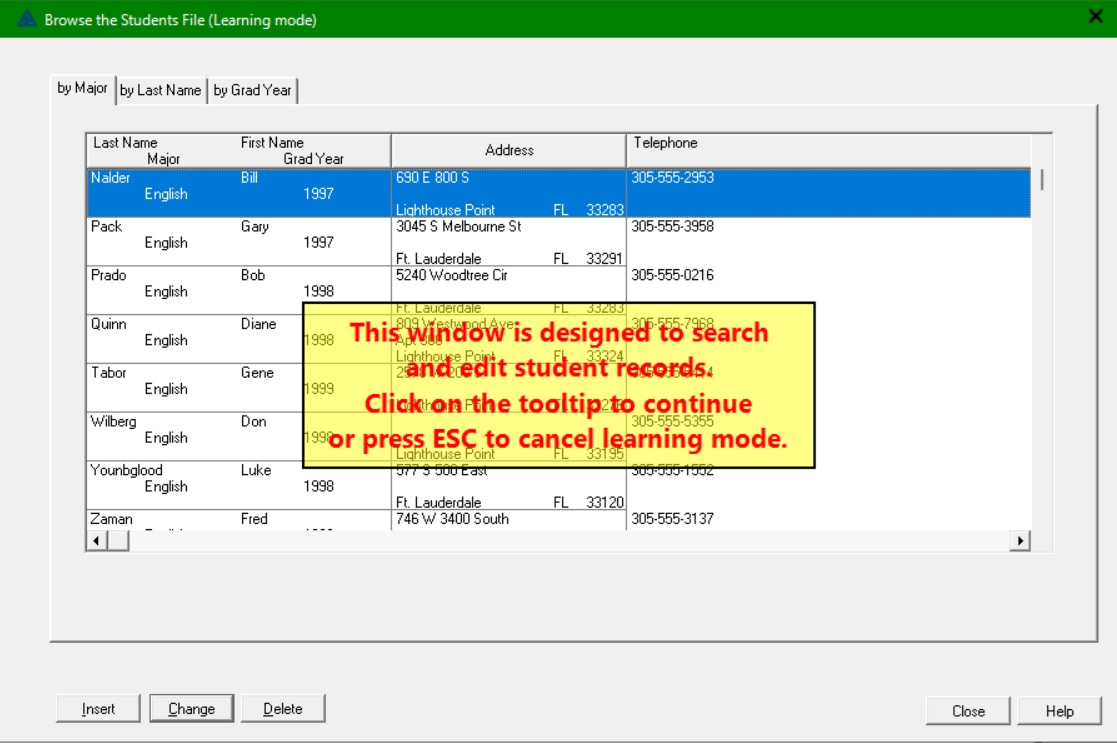 Browse the Students File (Learning mode)
by Major by Last Name by Grad Year
Last Name First Name Address Telephone
Major Grad Year
Nalder Bill 690 E 800 S 305-555-2953
English 1997
Lighthouse Point FL 33283
Pack Gary 3045 S Melbourne St 305-555-3958
English 1997
Ft. Lauderdale FL 33291
Prado Bob 5240 Woodtree Cir 305-555-0216
English 1998
Ft. Lauderdale FL 33283
Quinn Diane 809 Westwood Ave 305-555-7968
English 1998
Lighthouse Point FL 33324
Tabor Gene
English 1999
Wilberg Don 305-555-5355
English 1998
Lighthouse Point FL 33195
Younbglood Luke 577 S 500 East 305-555-1552
English 1998
Ft. Lauderdale FL 33120
Zaman Fred 746 W 3400 South 305-555-3137
This window is designed to search
and edit student records.
Click on the tooltip to continue
or press ESC to cancel learning mode.
Insert Change Delete Close Help